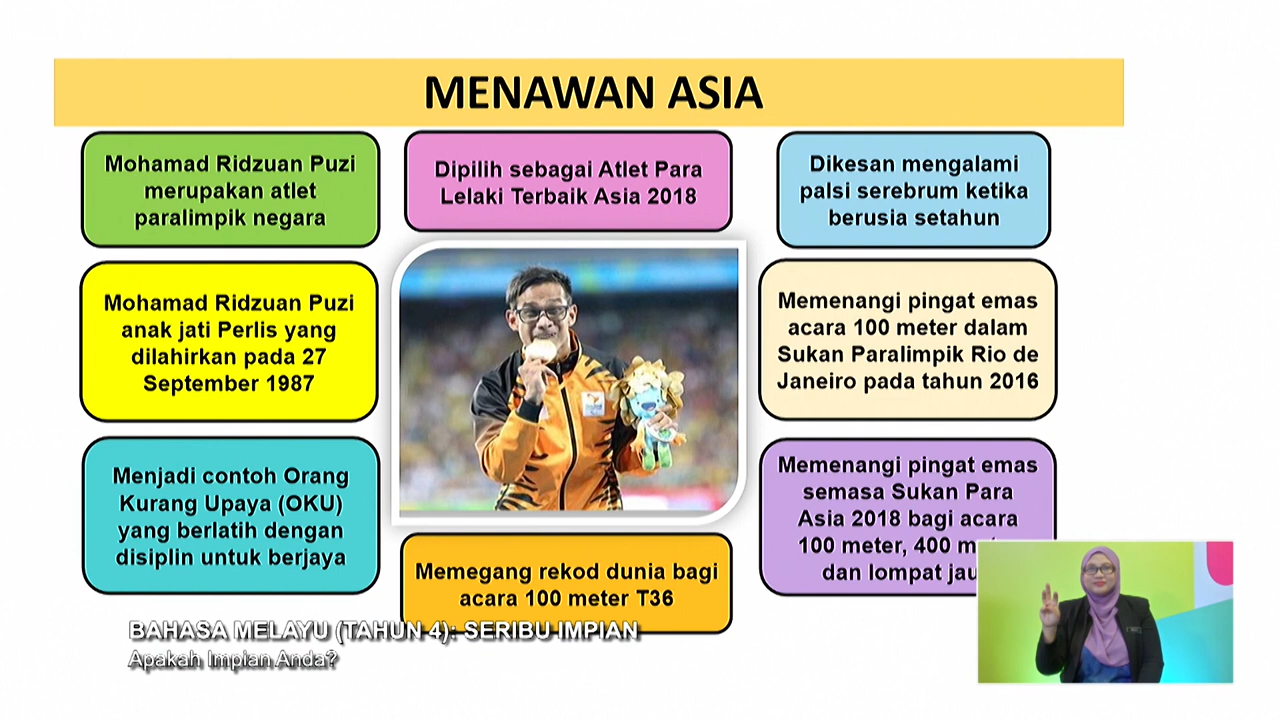 MENAWAN ASIA
Mohamad Ridzuan Puzi
merupakan atlet
paralimpik negara
Dipilih sebagai Atlet Para
Lelaki Terbaik Asia 2018
Dikesan mengalami
palsi serebrum ketika
berusia setahun
Mohamad Ridzuan Puzi
anak jati Perlis yang
dilahirkan pada 27
September 1987
Memenangi pingat emas
acara 100 meter dalam
Sukan Paralimpik Rio de
Janeiro pada tahun 2016
Menjadi contoh Orang
Kurang Upaya (OKU)
yang berlatih dengan
disiplin untuk berjaya
Memegang rekod dunia bagi
acara 100 meter T36
Memenangi pingat emas
semasa Sukan Para
Asia 2018 bagi acara
100 meter, 400
dan lompat
BAHASA MELAYU (TAHUN 4): SERIBU IMPIAN
Apakah Impian Anda?